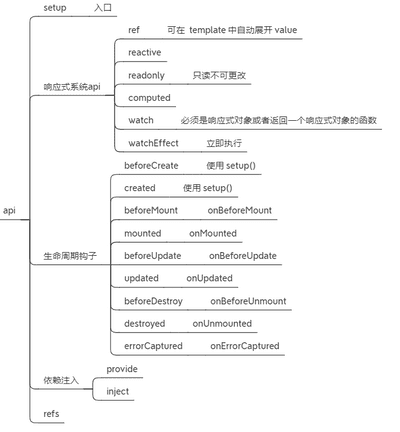 setup 入口
ref 可在 template 中自动展开 value
reactive
readonly 只读不可更改
响应式系统api
computed
watch 必须是响应式对象或者返回一个响应式对象的函数
watchEffect 立即执行
beforeCreate 使用 setup()
created 使用 setup()
api
beforeMount onBeforeMount
mounted onMounted
生命周期钩子
beforeUpdate onBeforeUpdate
updated onUpdated
beforeDestroy onBeforeUnmount
destroyed onUnmounted
errorCaptured onErrorCaptured
provide
依赖注入
inject
refs